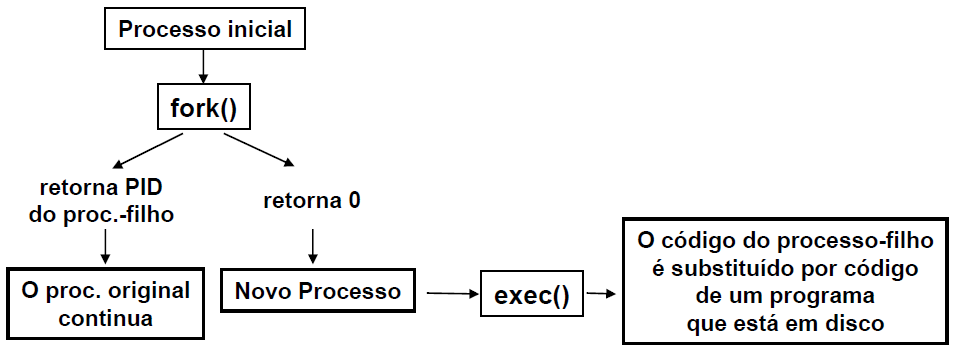 Processo inicial
fork()
retorna PID
do proc.-filho
retorna 0
O proc. original
continua
Novo Processo
exec()
O código do processo-filho
é substituído por código
de um programa
que está em disco